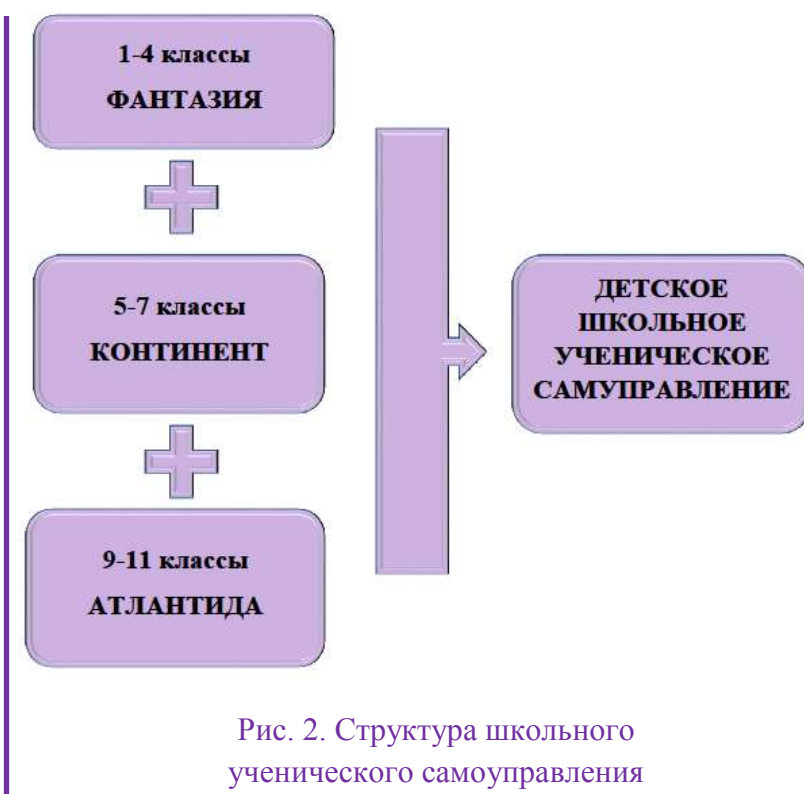 1-4 классы
ФАНТАЗИЯ
5-7 классы
КОНТИНЕНТ
9-11 классы
АТЛАНТИДА
ДЕТСКОЕ
ШКОЛЬНОЕ
УЧЕНИЧЕСКОЕ
САМУПРАВЛЕНИЕ
Рис. 2. Структура школьного
ученического самоуправления